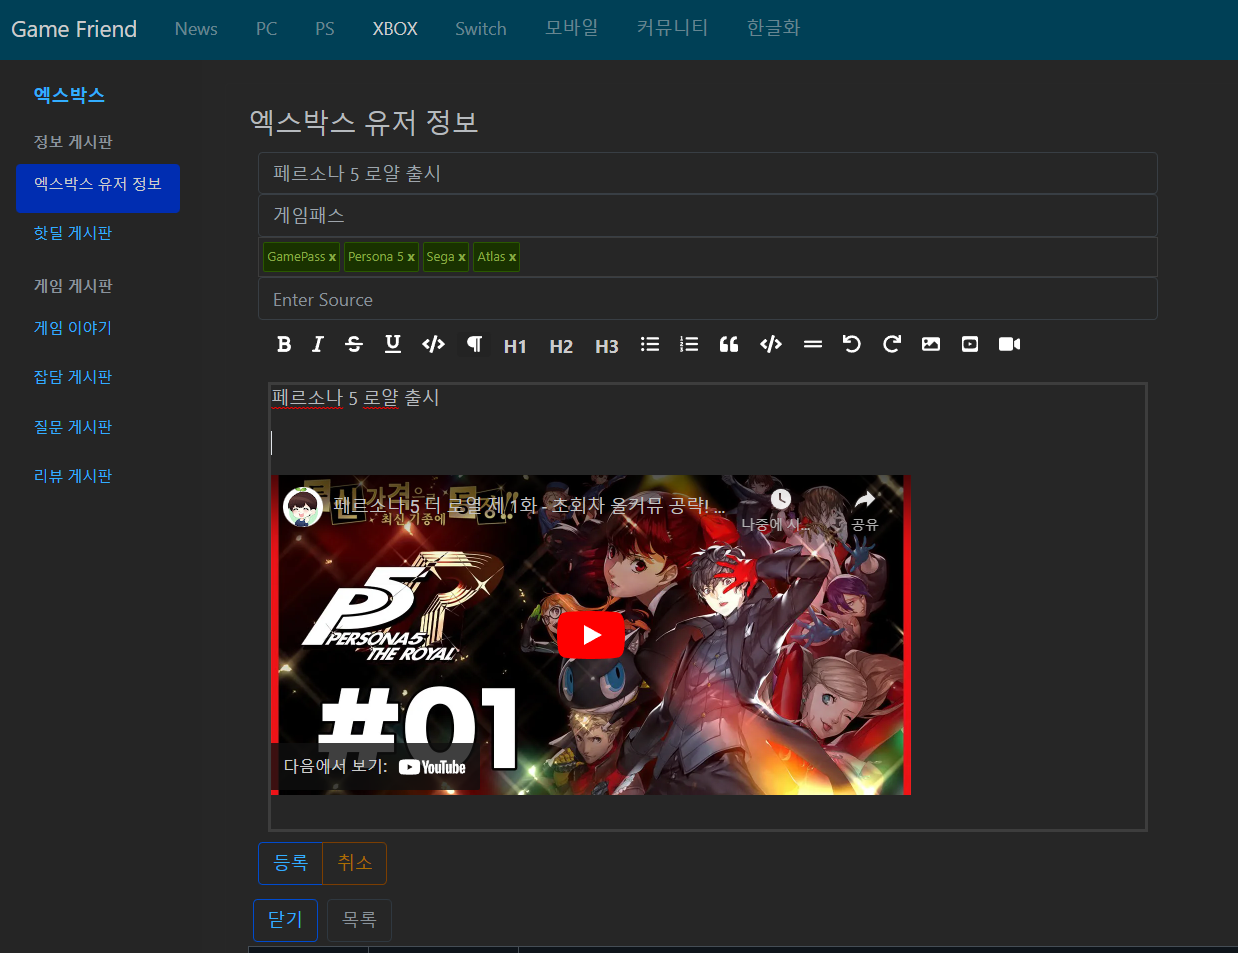 Game Friend News PC PS XBOX Switch 모바일 커뮤니티 한글화
엑스박스
정보 게시판
엑스박스 유저 정보
핫딜 게시판
게임 게시판
게임 이야기
잡담 게시판
질문 게시판
리뷰 게시판
엑스박스 유저 정보
페르소나 5 로얄 출시
게임패스
GamePass x Persona 5 x Sega x Atlas x
Enter Source
B I S U </> ¶ H1 H2 H3
페르소나 5 로얄 출시
페르소나 5 더 로열 제 1화 - 초회차 올커뮤 공략! ...
최신 기종에
나중에 시... 공유
P5R
PERSONA5
THE ROYAL
#01
다음에서 보기: YouTube
등록 취소
닫기 목록